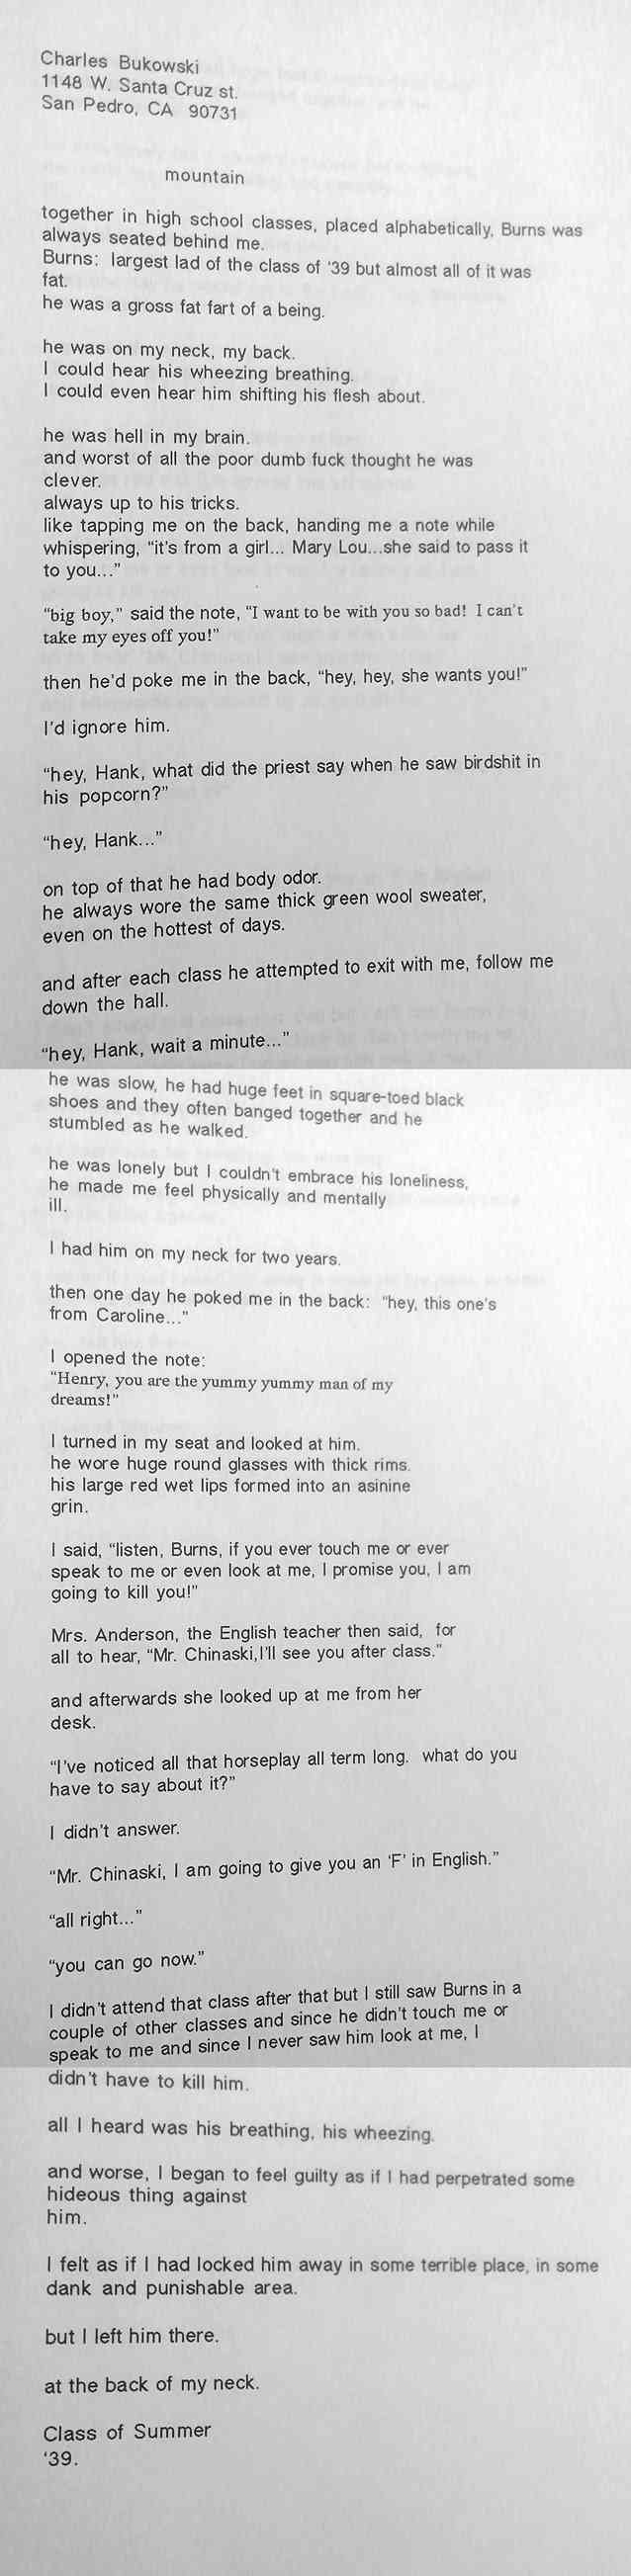 Charles Bukowski
1148 W. Santa Cruz st.
San Pedro, CA 90731
mountain
together in high school classes, placed alphabetically, Burns was
always seated behind me.
Burns: largest lad of the class of '39 but almost all of it was
fat.
he was a gross fat fart of a being.
he was on my neck, my back.
I could hear his wheezing breathing.
I could even hear him shifting his flesh about.
he was hell in my brain.
and worst of all the poor dumb fuck thought he was
clever.
always up to his tricks.
like tapping me on the back, handing me a note while
whispering, "it's from a girl... Mary Lou...she said to pass it
to you..."
"big boy," said the note, "I want to be with you so bad! I can't
take my eyes off you!"
then he'd poke me in the back, "hey, hey, she wants you!"
I'd ignore him.
"hey, Hank, what did the priest say when he saw birdshit in
his popcorn?"
"hey, Hank..."
on top of that he had body odor.
he always wore the same thick green wool sweater,
even on the hottest of days.
and after each class he attempted to exit with me, follow me
down the hall.
"hey, Hank, wait a minute..."
he was slow, he had huge feet in square-toed black
shoes and they often banged together and he
stumbled as he walked.
he was lonely but I couldn't embrace his loneliness,
he made me feel physically and mentally
ill.
I had him on my neck for two years.
then one day he poked me in the back: "hey, this one's
from Caroline..."
I opened the note:
"Henry, you are the yummy yummy man of my
dreams!"
I turned in my seat and looked at him.
he wore huge round glasses with thick rims.
his large red wet lips formed into an asinine
grin.
I said, "listen, Burns, if you ever touch me or ever
speak to me or even look at me, I promise you, I am
going to kill you!"
Mrs. Anderson, the English teacher then said, for
all to hear, "Mr. Chinaski,I'll see you after class."
and afterwards she looked up at me from her
desk.
"I've noticed all that horseplay all term long. what do you
have to say about it?"
I didn't answer.
"Mr. Chinaski, I am going to give you an 'F' in English."
"all right..."
"you can go now."
I didn't attend that class after that but I still saw Burns in a
couple of other classes and since he didn't touch me or
speak to me and since I never saw him look at me, I
didn't have to kill him.
all I heard was his breathing, his wheezing.
and worse, I began to feel guilty as if I had perpetrated some
hideous thing against
him.
I felt as if I had locked him away in some terrible place, in some
dank and punishable area.
but I left him there.
at the back of my neck.
Class of Summer
'39.